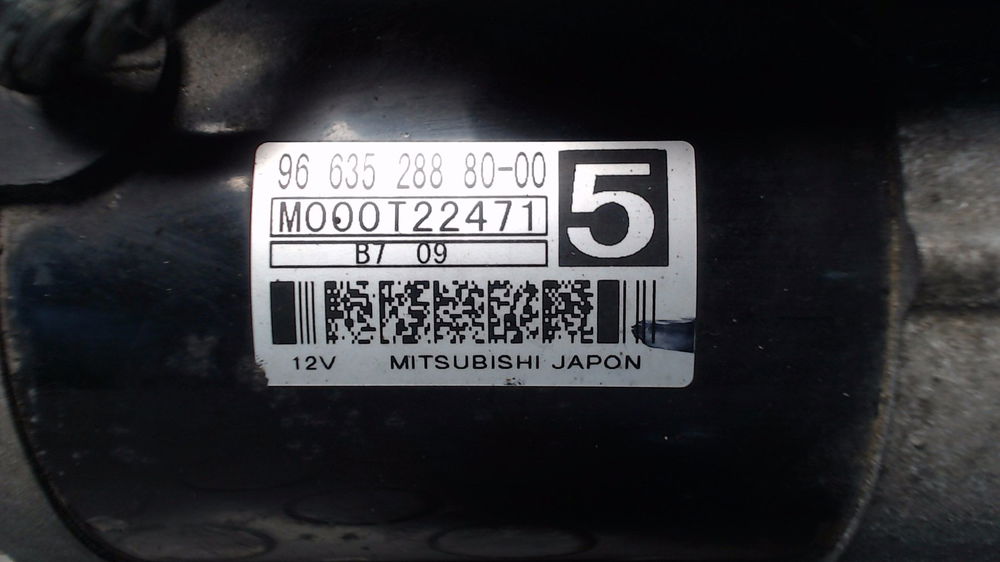 96 635 288 80-00
5
M000T22471
B7 09
12V MITSUBISHI JAPON